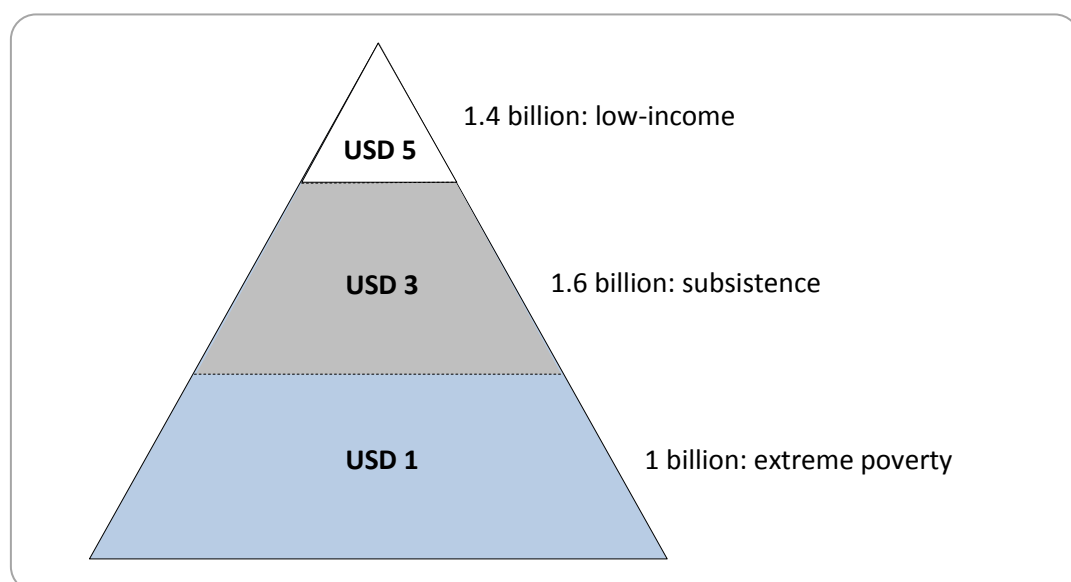 1.4 billion: low-income
USD 5
USD 3
1.6 billion: subsistence
USD 1
1 billion: extreme poverty